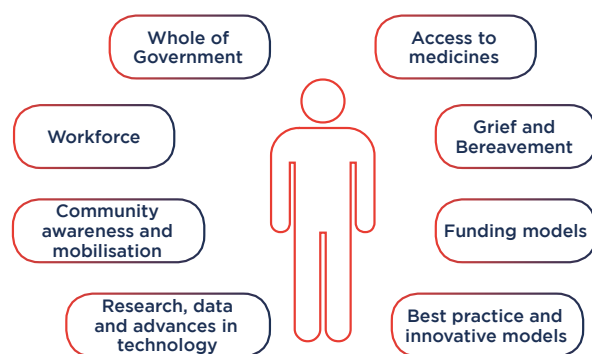 Whole of
Government
Access to
medicines
Workforce
Grief and
Bereavement
Community
awareness and
mobilisation
Funding models
Research, data
and advances in
technology
Best practice and
innovative models